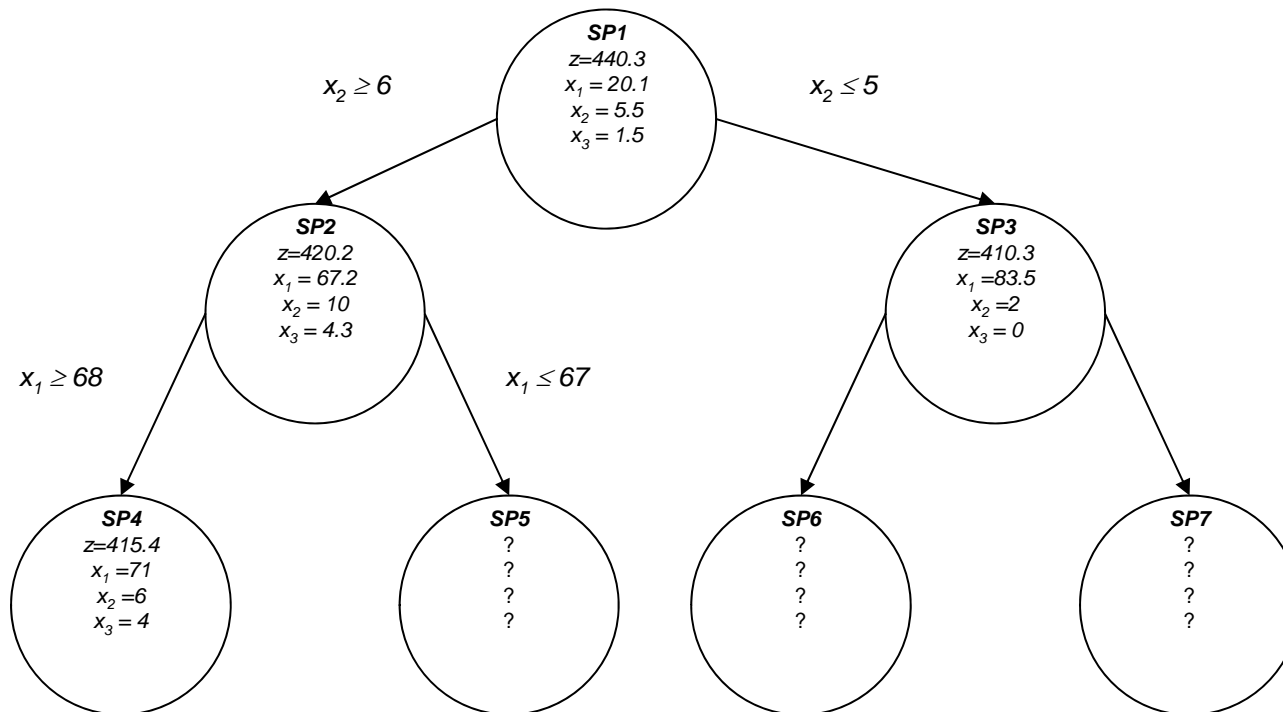 SP1
z=440.3
x₁ = 20.1
x₂ = 5.5
x₃ = 1.5
x₂ ≥ 6
x₂ ≤ 5
SP2
z=420.2
x₁ = 67.2
x₂ = 10
x₃ = 4.3
SP3
z=410.3
x₁ =83.5
x₂ =2
x₃ = 0
x₁ ≥ 68
x₁ ≤ 67
SP4
z=415.4
x₁ =71
x₂ =6
x₃ = 4
SP5
?
?
?
?
SP6
?
?
?
?
SP7
?
?
?
?